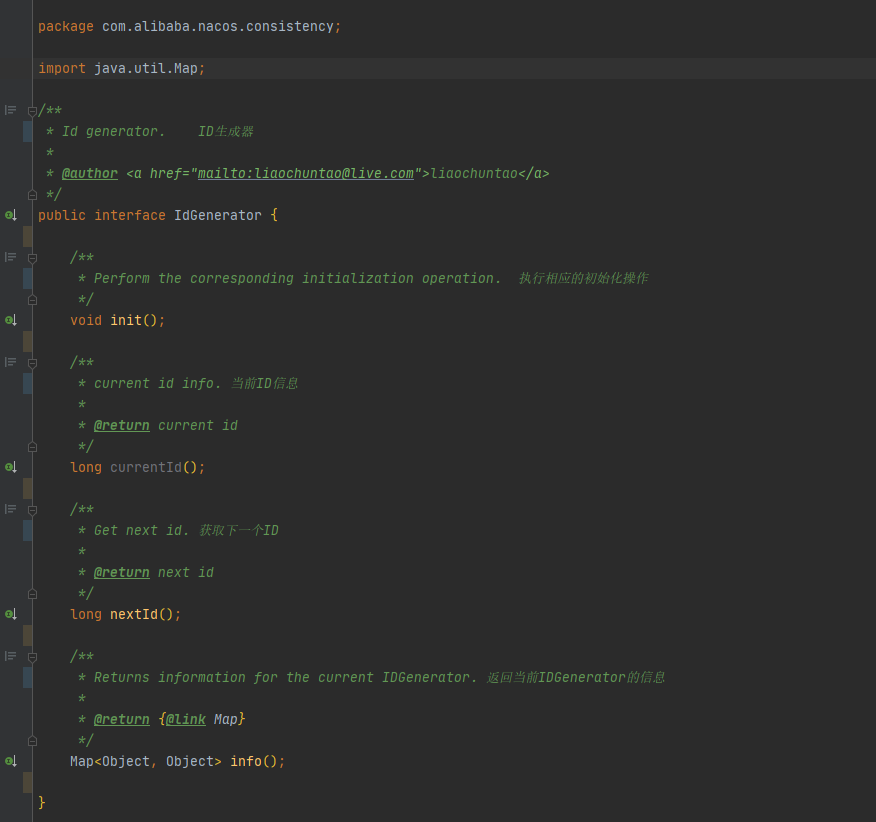 package com.alibaba.nacos.consistency;
import java.util.Map;
/**
 * Id generator.    ID生成器
 *
 * @author <a href="mailto:liaochuntao@live.com">liaochuntao</a>
 */
public interface IdGenerator {
    /**
     * Perform the corresponding initialization operation.  执行相应的初始化操作
     */
    void init();
    /**
     * current id info. 当前ID信息
     *
     * @return current id
     */
    long currentId();
    /**
     * Get next id. 获取下一个ID
     *
     * @return next id
     */
    long nextId();
    /**
     * Returns information for the current IDGenerator. 返回当前IDGenerator的信息
     *
     * @return {@link Map}
     */
    Map<Object, Object> info();
}